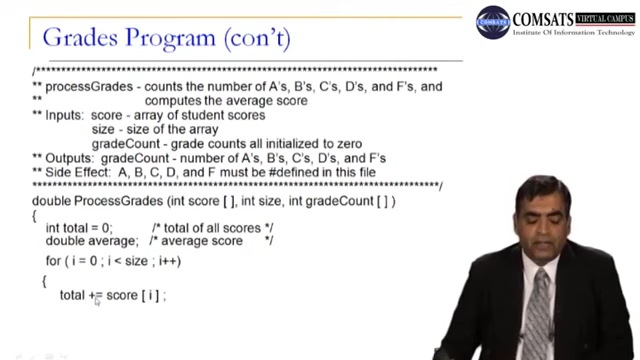 Grades Program (con't)
COMSATS
VIRTUAL CAMPUS
Institute Of Information Technology
/*******************************************************************************
** processGrades - counts the number of A's, B's, C's, D's, and F's, and
** computes the average score
** Inputs: score - array of student scores
size - size of the array
gradeCount - grade counts all initialized to zero
** Outputs: gradeCount - number of A's, B's, C's, D's, and F's
** Side Effect: A, B, C, D, and F must be #defined in this file
*******************************************************************************/
double ProcessGrades (int score [ ], int size, int gradeCount [ ] )
{
int total = 0; /* total of all scores */
double average; /* average score */
for ( i = 0 ; i < size ; i++)
{
total += score [ i ] ;